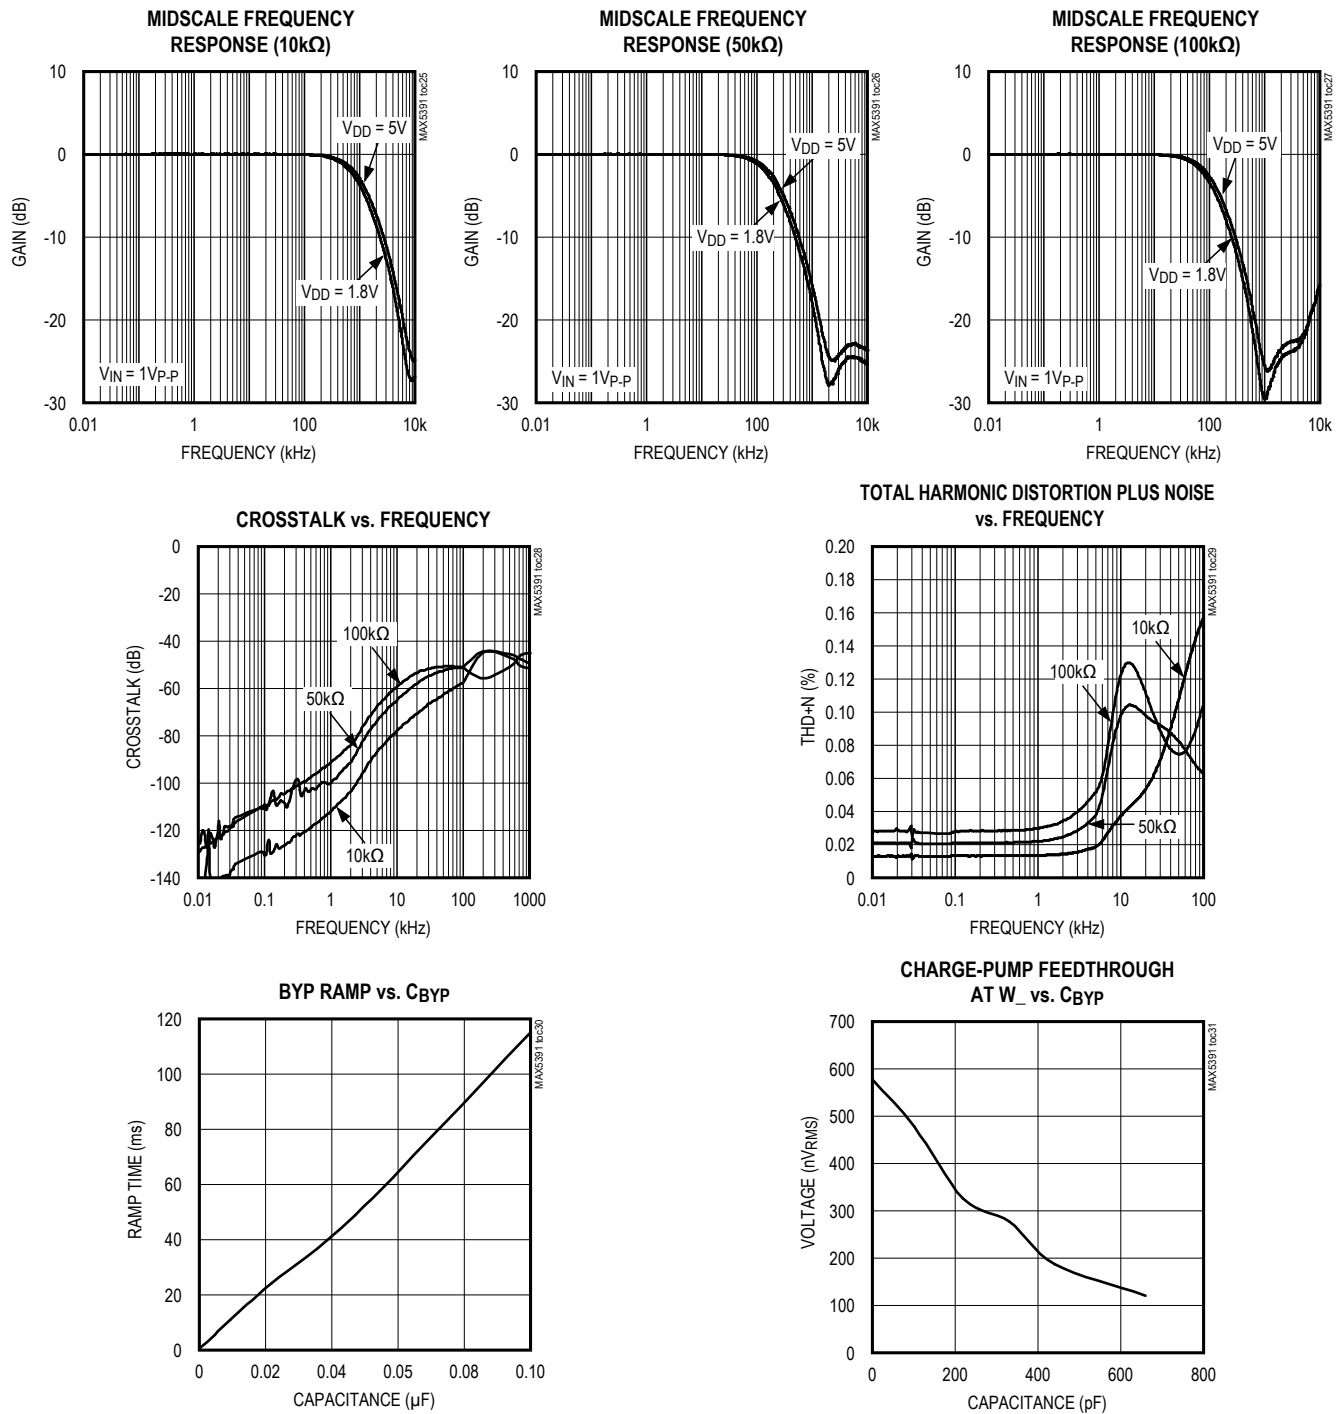 MIDSCALE FREQUENCY
RESPONSE (10kΩ)
MAX5391 toc25
GAIN (dB)
10
0
-10
-20
-30
VDD = 5V
VDD = 1.8V
VIN = 1VP-P
0.01
1
100
10k
FREQUENCY (kHz)
MIDSCALE FREQUENCY
RESPONSE (50kΩ)
MAX5391 toc26
GAIN (dB)
10
0
-10
-20
-30
VDD = 5V
VDD = 1.8V
VIN = 1VP-P
0.01
1
100
10k
FREQUENCY (kHz)
MIDSCALE FREQUENCY
RESPONSE (100kΩ)
MAX5391 toc27
GAIN (dB)
10
0
-10
-20
-30
VDD = 5V
VDD = 1.8V
VIN = 1VP-P
0.01
1
100
10k
FREQUENCY (kHz)
CROSSTALK vs. FREQUENCY
MAX5391 toc28
CROSSTALK (dB)
0
-20
-40
-60
-80
-100
-120
-140
100kΩ
50kΩ
10kΩ
0.01
0.1
1
10
100
1000
FREQUENCY (kHz)
TOTAL HARMONIC DISTORTION PLUS NOISE
vs. FREQUENCY
MAX5391 toc29
THD+N (%)
0.20
0.18
0.16
0.14
0.12
0.10
0.08
0.06
0.04
0.02
0
10kΩ
100kΩ
50kΩ
0.01
0.1
1
10
100
FREQUENCY (kHz)
BYP RAMP vs. CBYP
MAX5391 toc30
RAMP TIME (ms)
120
100
80
60
40
20
0
0
0.02
0.04
0.05
0.08
0.10
CAPACITANCE (µF)
CHARGE-PUMP FEEDTHROUGH
AT W_ vs. CBYP
MAX5391 toc31
VOLTAGE (nVRMS)
700
600
500
400
300
200
100
0
0
200
400
600
800
CAPACITANCE (pF)